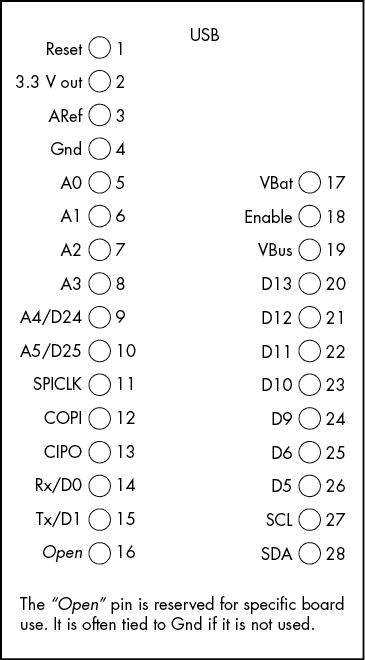 USB
Reset 1
3.3 V out 2
ARef 3
Gnd 4
A0 5
A1 6
A2 7
A3 8
A4/D24 9
A5/D25 10
SPICLK 11
COPI 12
CIPO 13
Rx/D0 14
Tx/D1 15
Open 16
VBat 17
Enable 18
VBus 19
D13 20
D12 21
D11 22
D10 23
D9 24
D6 25
D5 26
SCL 27
SDA 28
The “Open” pin is reserved for specific board
use. It is often tied to Gnd if it is not used.